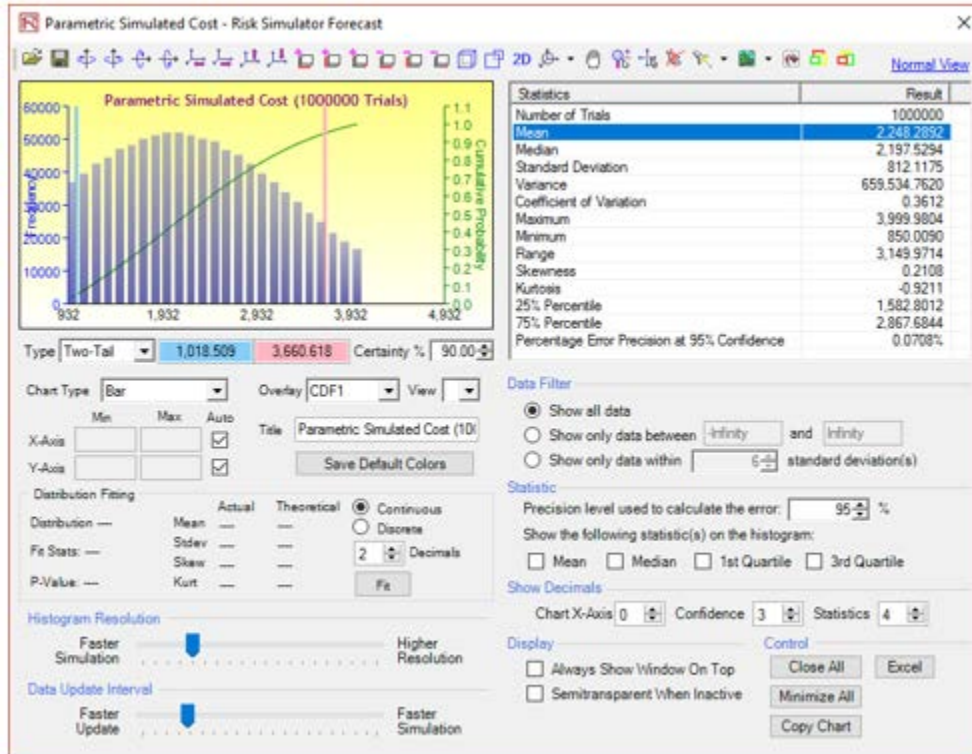 Parametric Simulated Cost - Risk Simulator Forecast
2D
Normal View
Parametric Simulated Cost (1000000 Trials)
60000
50000
40000
30000
20000
10000
0
Frequency
1.1
1.0
0.9
0.8
0.7
0.6
0.5
0.4
0.3
0.2
0.1
0.0
Cumulative Probability
932 1,932 2,932 3,932 4,932
Type Two-Tail 1,018.509 3,660.618 Certainty % 90.00
Statistics Result
Number of Trials 1000000
Mean 2,248.2892
Median 2,197.5294
Standard Deviation 812.1175
Variance 659,534.7620
Coefficient of Variation 0.3612
Maximum 3,999.9804
Minimum 850.0090
Range 3,149.9714
Skewness 0.2108
Kurtosis -0.9211
25% Percentile 1,582.8012
75% Percentile 2,867.6844
Percentage Error Precision at 95% Confidence 0.0708%
Chart Type Bar Overlay CDF1 View
Min Max Auto
X-Axis
Y-Axis
Title Parametric Simulated Cost (10(
Save Default Colors
Distribution Fitting
Actual Theoretical
Distribution ---
Mean --- ---
Fit Stats: ---
Stdev --- ---
Skew --- ---
P-Value: ---
Kurt --- ---
Continuous
Discrete
2 Decimals
Fit
Histogram Resolution
Faster Simulation
Higher Resolution
Data Update Interval
Faster Update
Faster Simulation
Data Filter
Show all data
Show only data between -Infinity and Infinity
Show only data within 6 standard deviation(s)
Statistic
Precision level used to calculate the error: 95 %
Show the following statistic(s) on the histogram:
Mean Median 1st Quartile 3rd Quartile
Show Decimals
Chart X-Axis 0 Confidence 3 Statistics 4
Display
Always Show Window On Top
Semitransparent When Inactive
Control
Close All Excel
Minimize All
Copy Chart